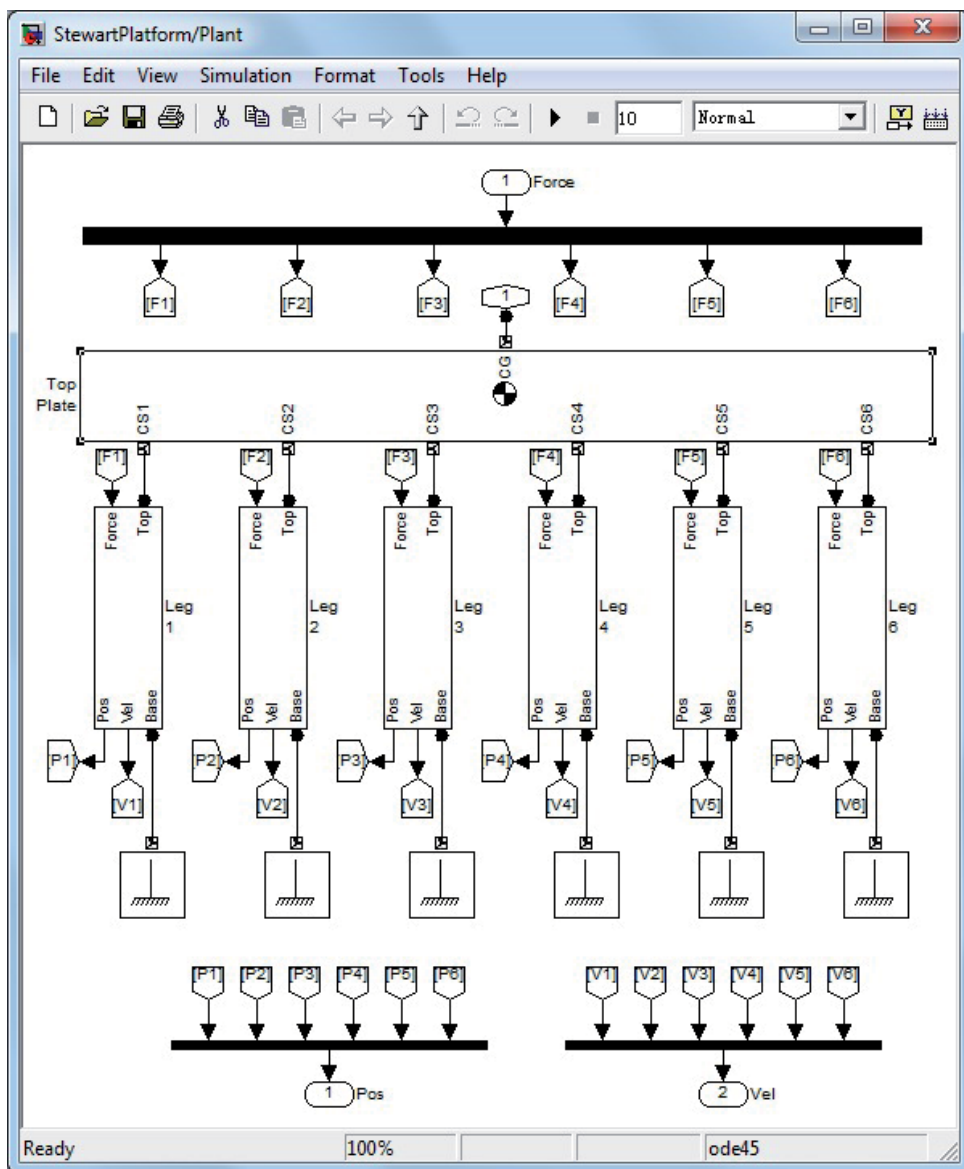 StewartPlatform/Plant
File Edit View Simulation Format Tools Help
10 Normal
1 Force
[F1] [F2] [F3] [F4] [F5] [F6]
1
CG
Top
Plate
CS1 CS2 CS3 CS4 CS5 CS6
[F1] [F2] [F3] [F4] [F5] [F6]
Force Top Force Top Force Top Force Top Force Top Force Top
Leg Leg Leg Leg Leg Leg
1 2 3 4 5 6
Pos Vel Base Pos Vel Base Pos Vel Base Pos Vel Base Pos Vel Base Pos Vel Base
[P1] [P2] [P3] [P4] [P5] [P6]
[V1] [V2] [V3] [V4] [V5] [V6]
[P1] [P2] [P3] [P4] [P5] [P6] [V1] [V2] [V3] [V4] [V5] [V6]
1 Pos 2 Vel
Ready 100% ode45